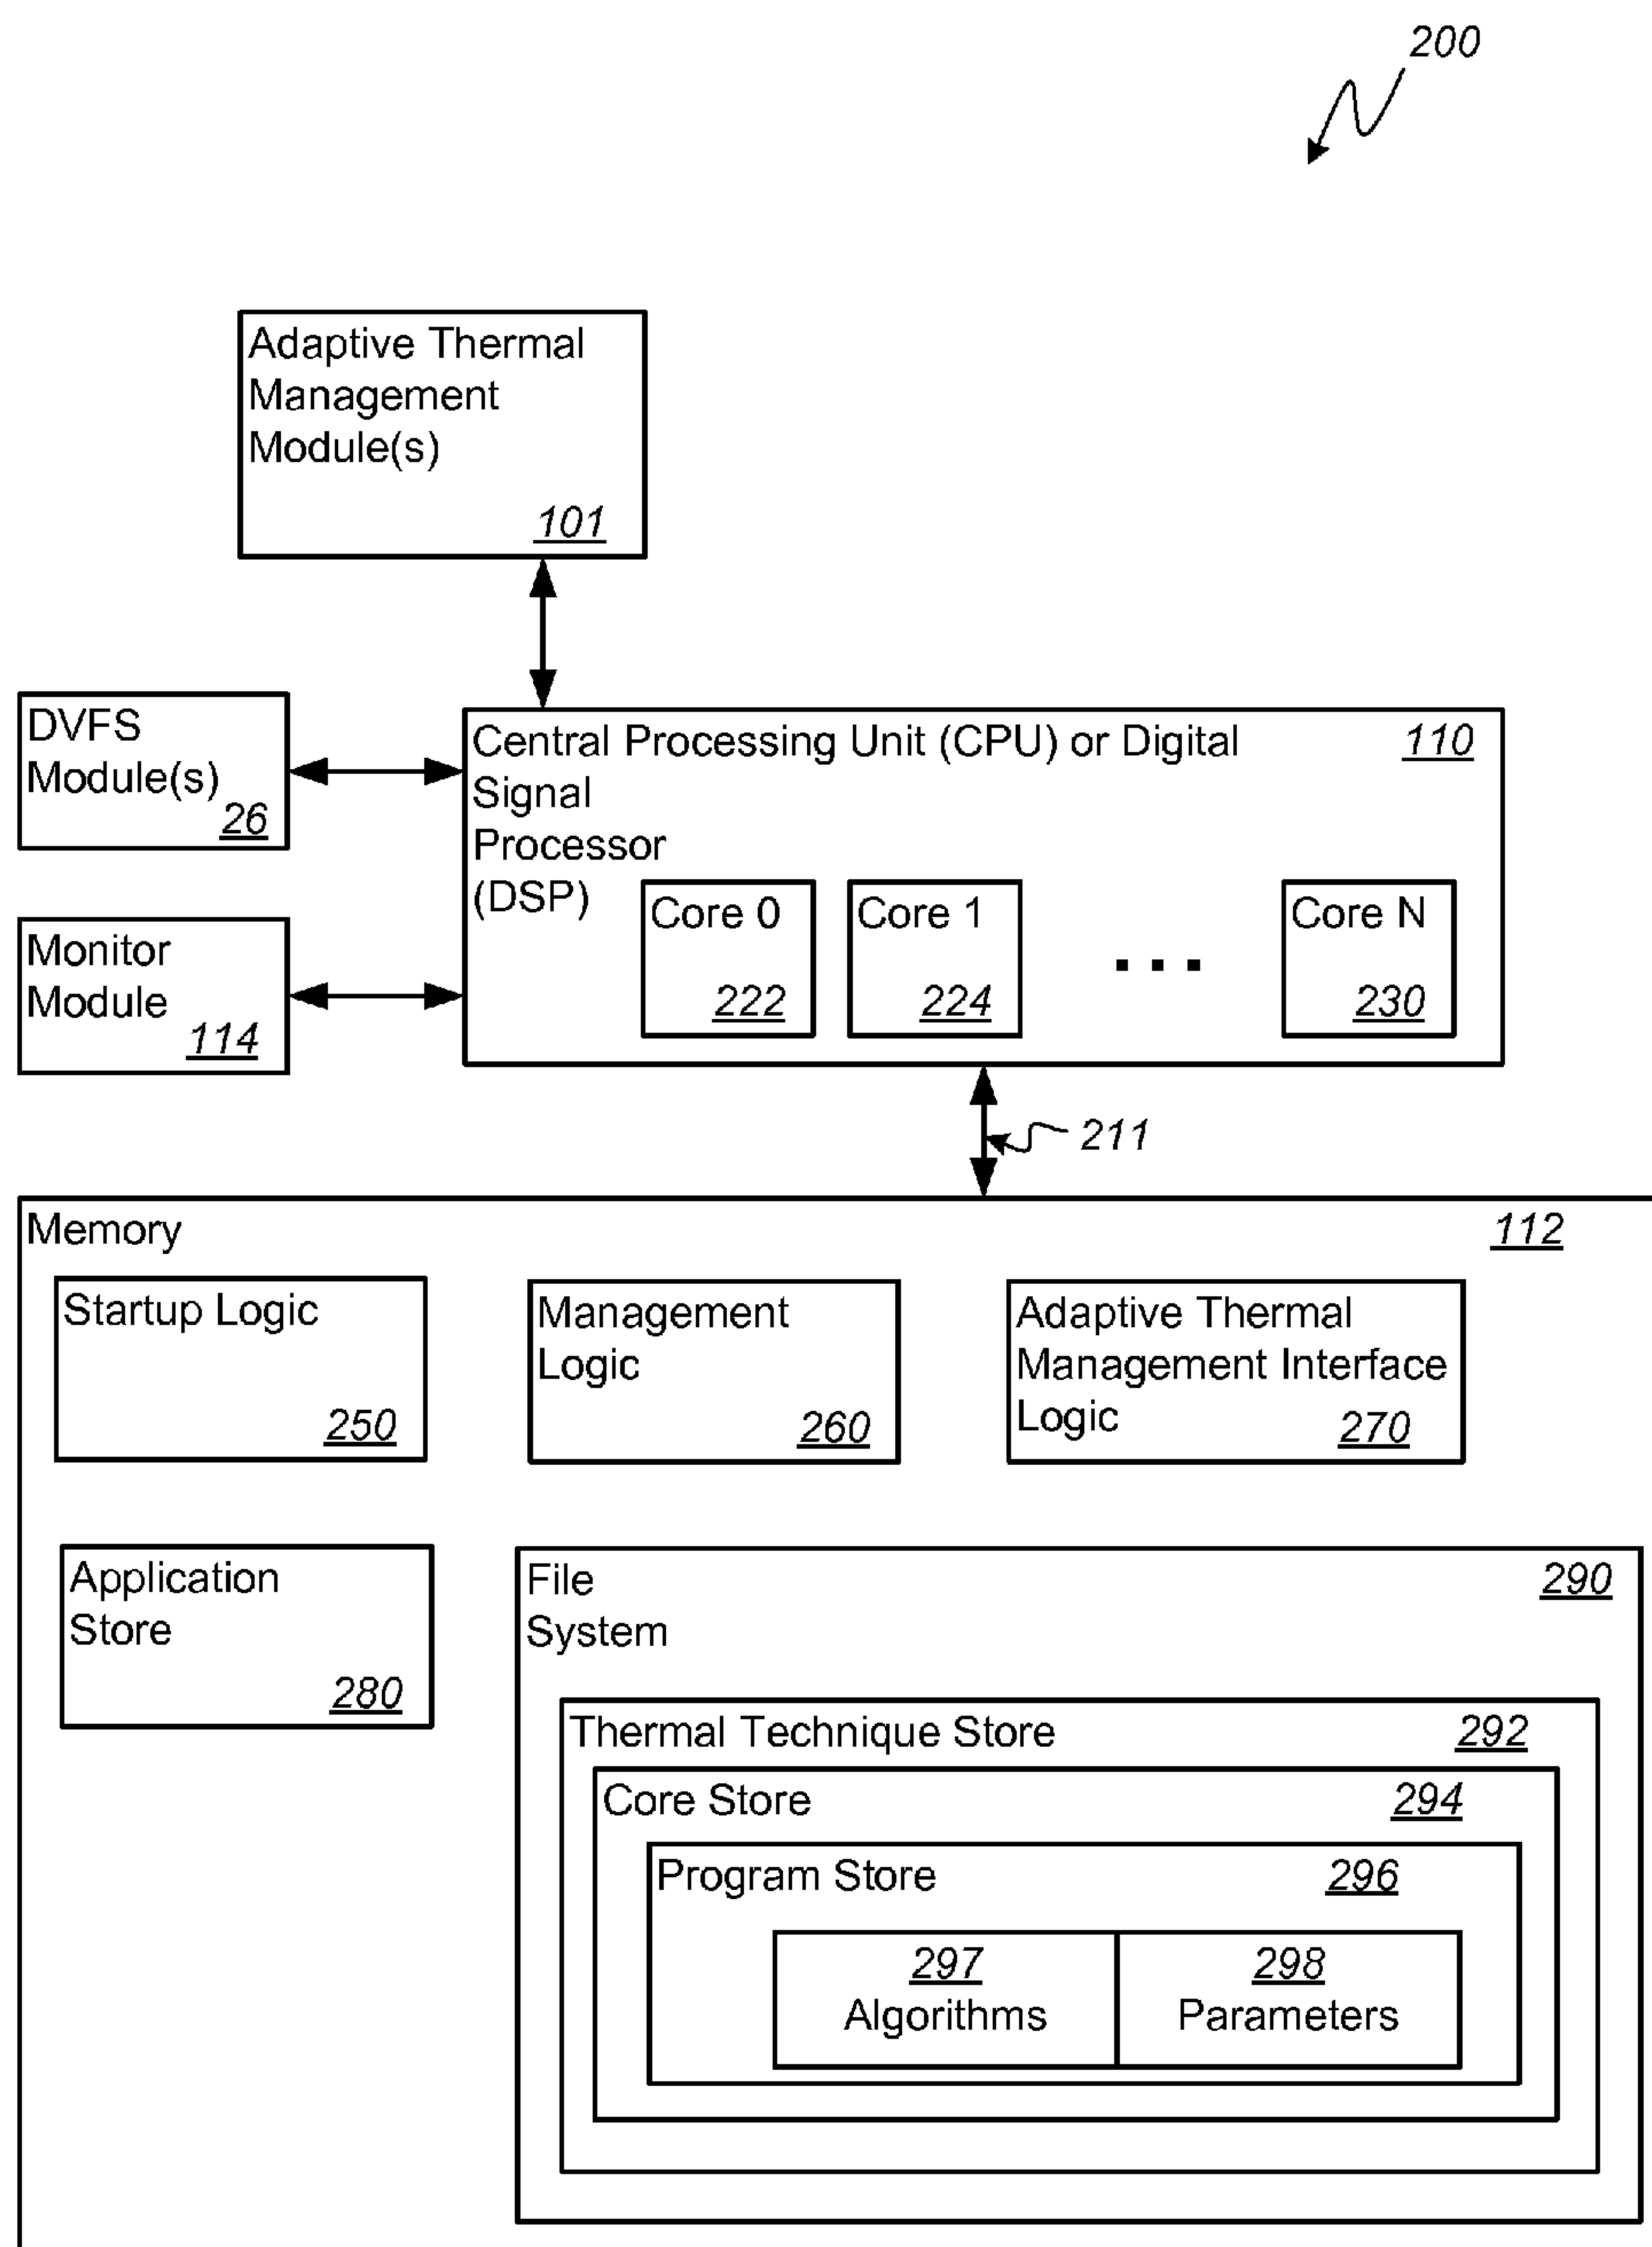 200
Adaptive Thermal
Management
Module(s)
101
DVFS
Module(s)
26
Central Processing Unit (CPU) or Digital
Signal
Processor
(DSP)
110
Core 0
222
Core 1
224
...
Core N
230
Monitor
Module
114
211
Memory
112
Startup Logic
250
Management
Logic
260
Adaptive Thermal
Management Interface
Logic
270
Application
Store
280
File
System
290
Thermal Technique Store
292
Core Store
294
Program Store
296
297
Algorithms
298
Parameters